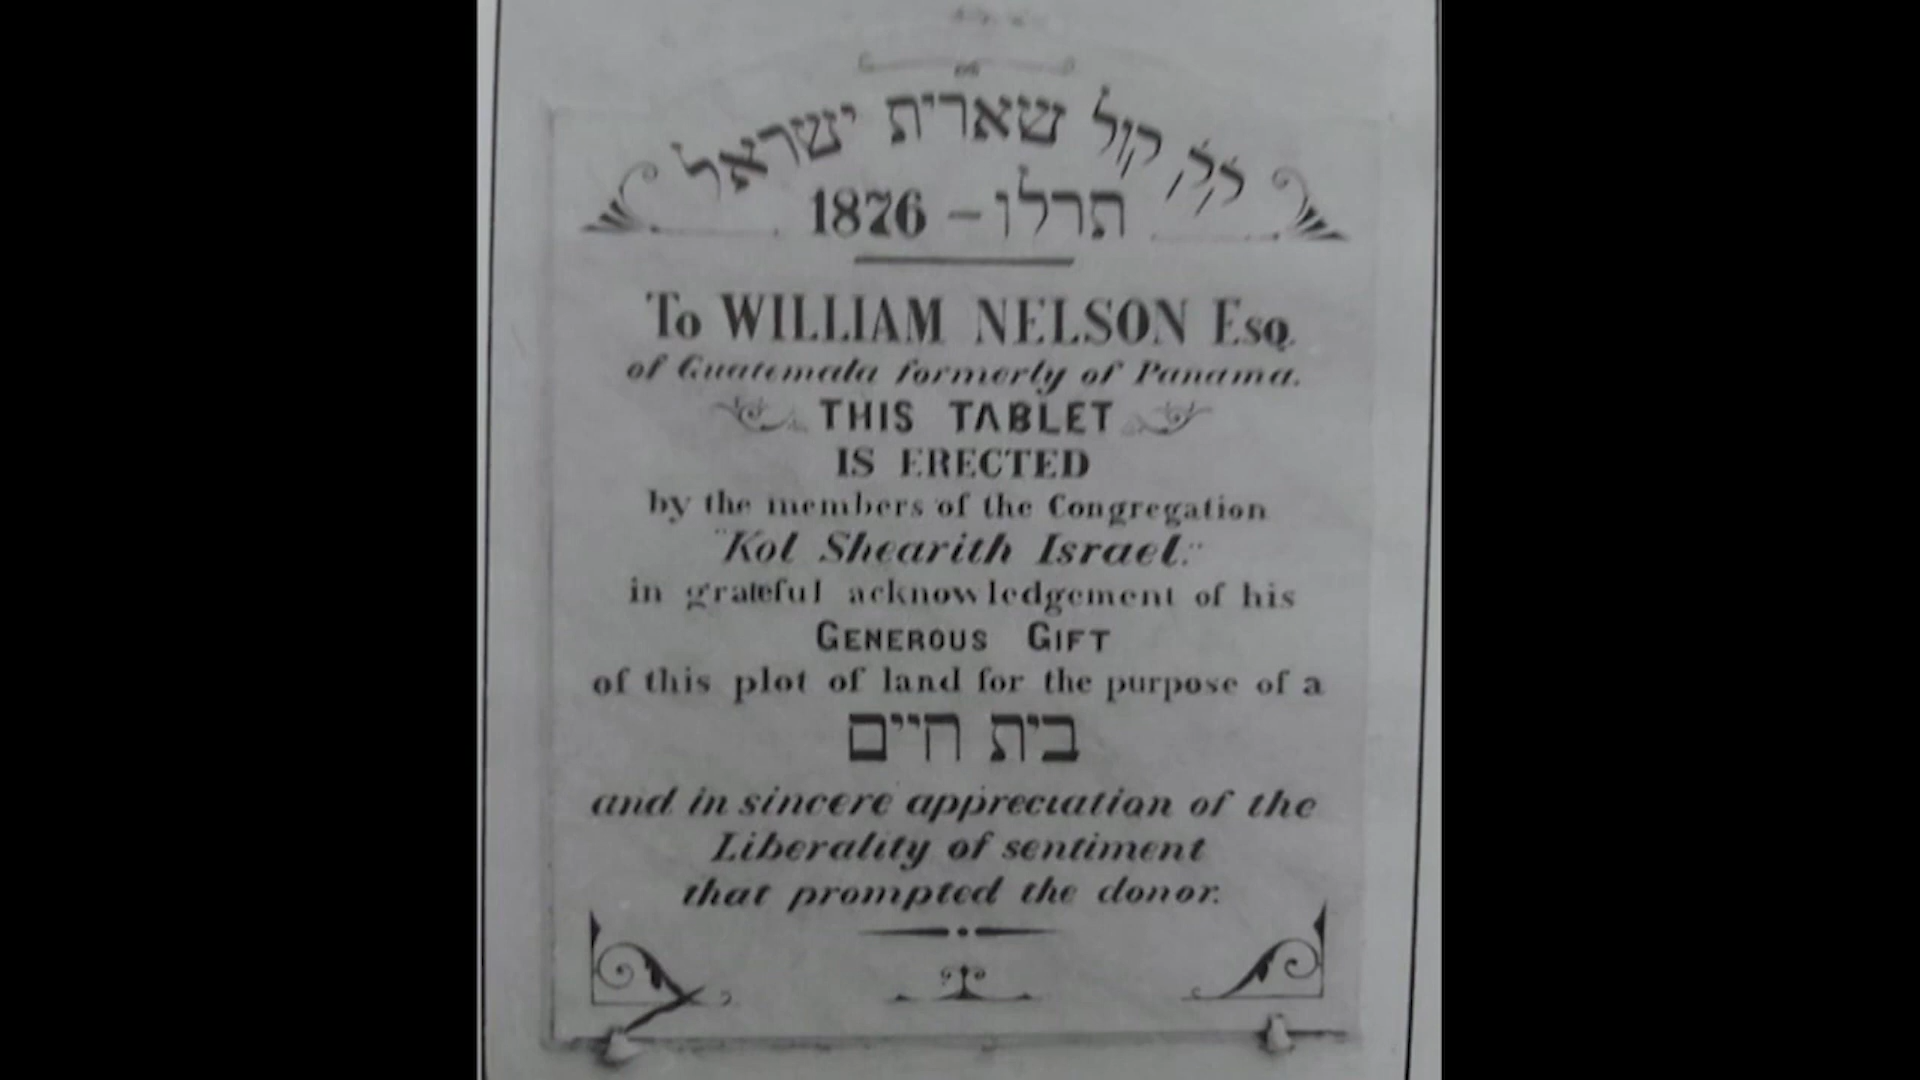 ק״ק קול שארית ישראל
תרלו – 1876
To WILLIAM NELSON Esq.
of Guatemala formerly of Panama.
THIS TABLET
IS ERECTED
by the members of the Congregation
"Kol Shearith Israel."
in grateful acknowledgement of his
GENEROUS GIFT
of this plot of land for the purpose of a
בית חיים
and in sincere appreciation of the
Liberality of sentiment
that prompted the donor.